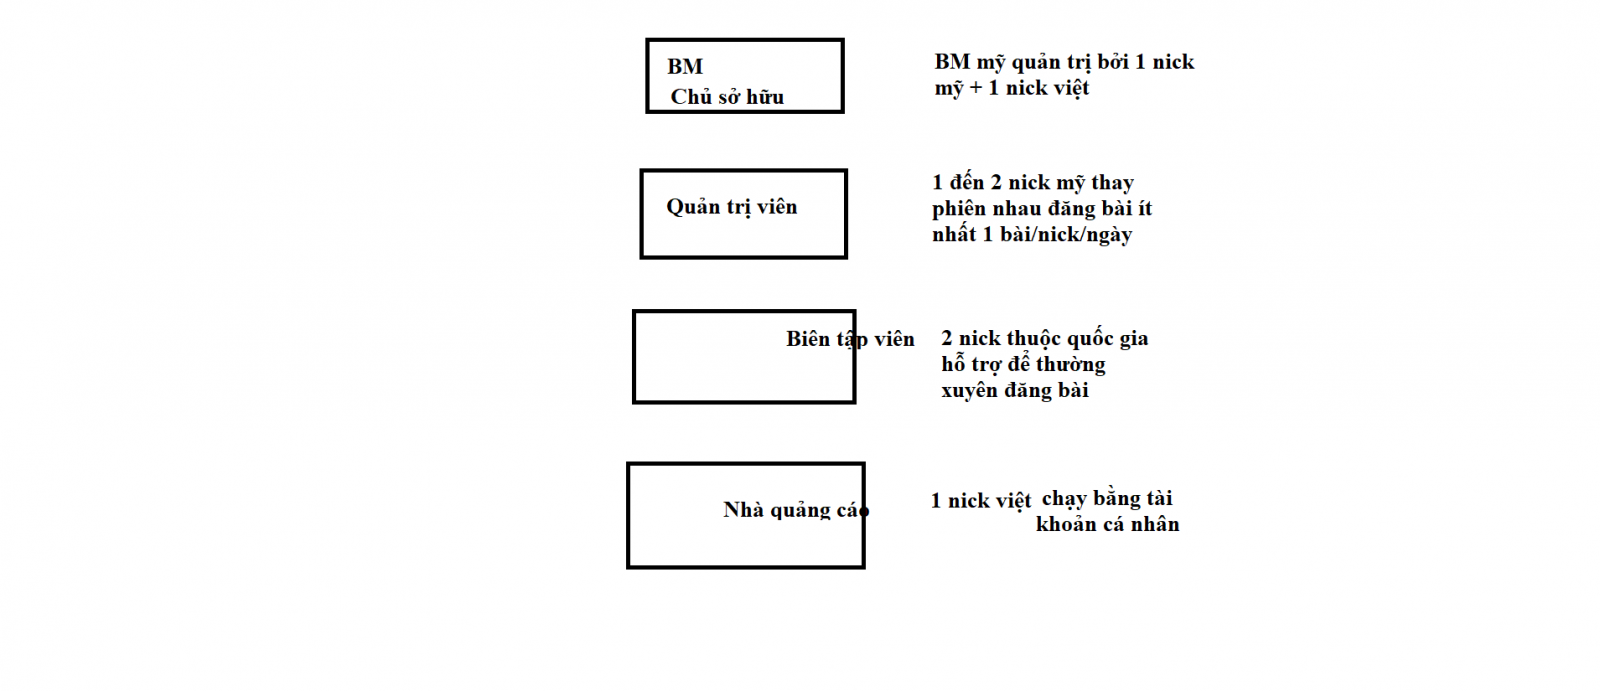 BM
Chủ sở hữu
BM mỹ quản trị bởi 1 nick
mỹ + 1 nick việt
Quản trị viên
1 đến 2 nick mỹ thay
phiên nhau đăng bài ít
nhất 1 bài/nick/ngày
Biên tập viên
2 nick thuộc quốc gia
hỗ trợ để thường
xuyên đăng bài
Nhà quảng cáo
1 nick việt
chạy bằng tài
khoản cá nhân